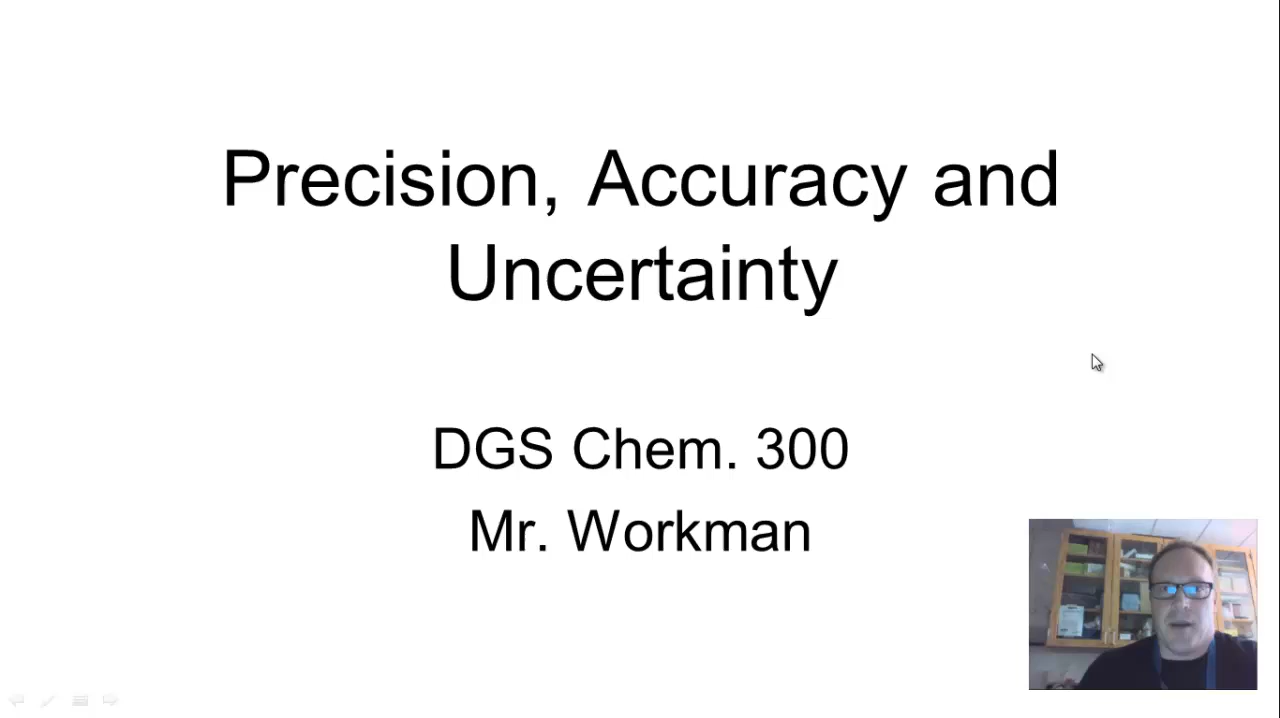 Precision, Accuracy and
Uncertainty
DGS Chem. 300
Mr. Workman